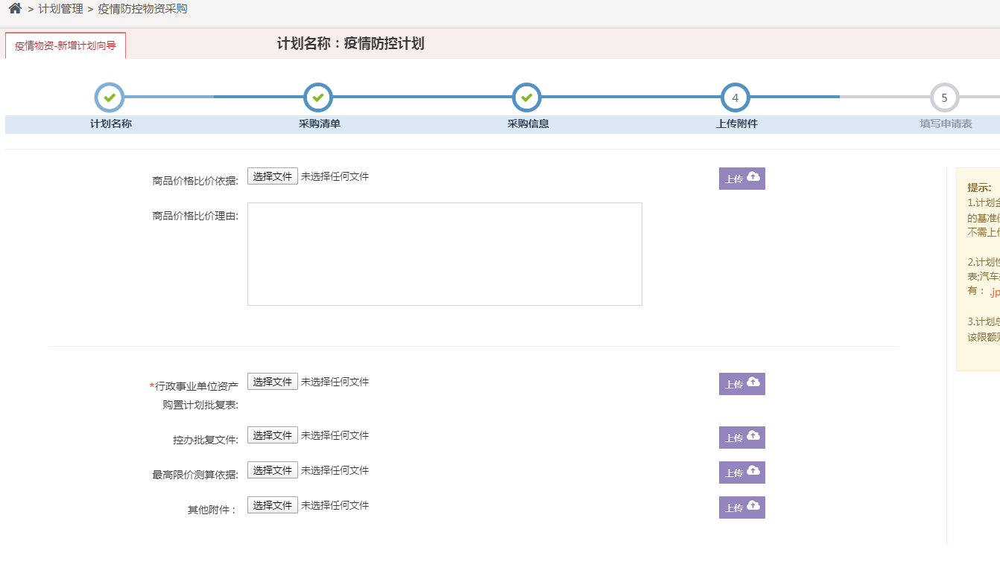 > 计划管理 > 疫情防控物资采购
疫情物资-新增计划向导
计划名称：疫情防控计划
4
5
计划名称
采购清单
采购信息
上传附件
填写申请表
商品价格比价依据:
选择文件 未选择任何文件
上传
商品价格比价理由:
*行政事业单位资产
购置计划批复表:
选择文件 未选择任何文件
上传
控办批复文件:
选择文件 未选择任何文件
上传
最高限价测算依据:
选择文件 未选择任何文件
上传
其他附件：
选择文件 未选择任何文件
上传
提示:
1.计划金
的基准价
不需上传
2.计划性
表;汽车类
有： .jp
3.计划总
该限额则